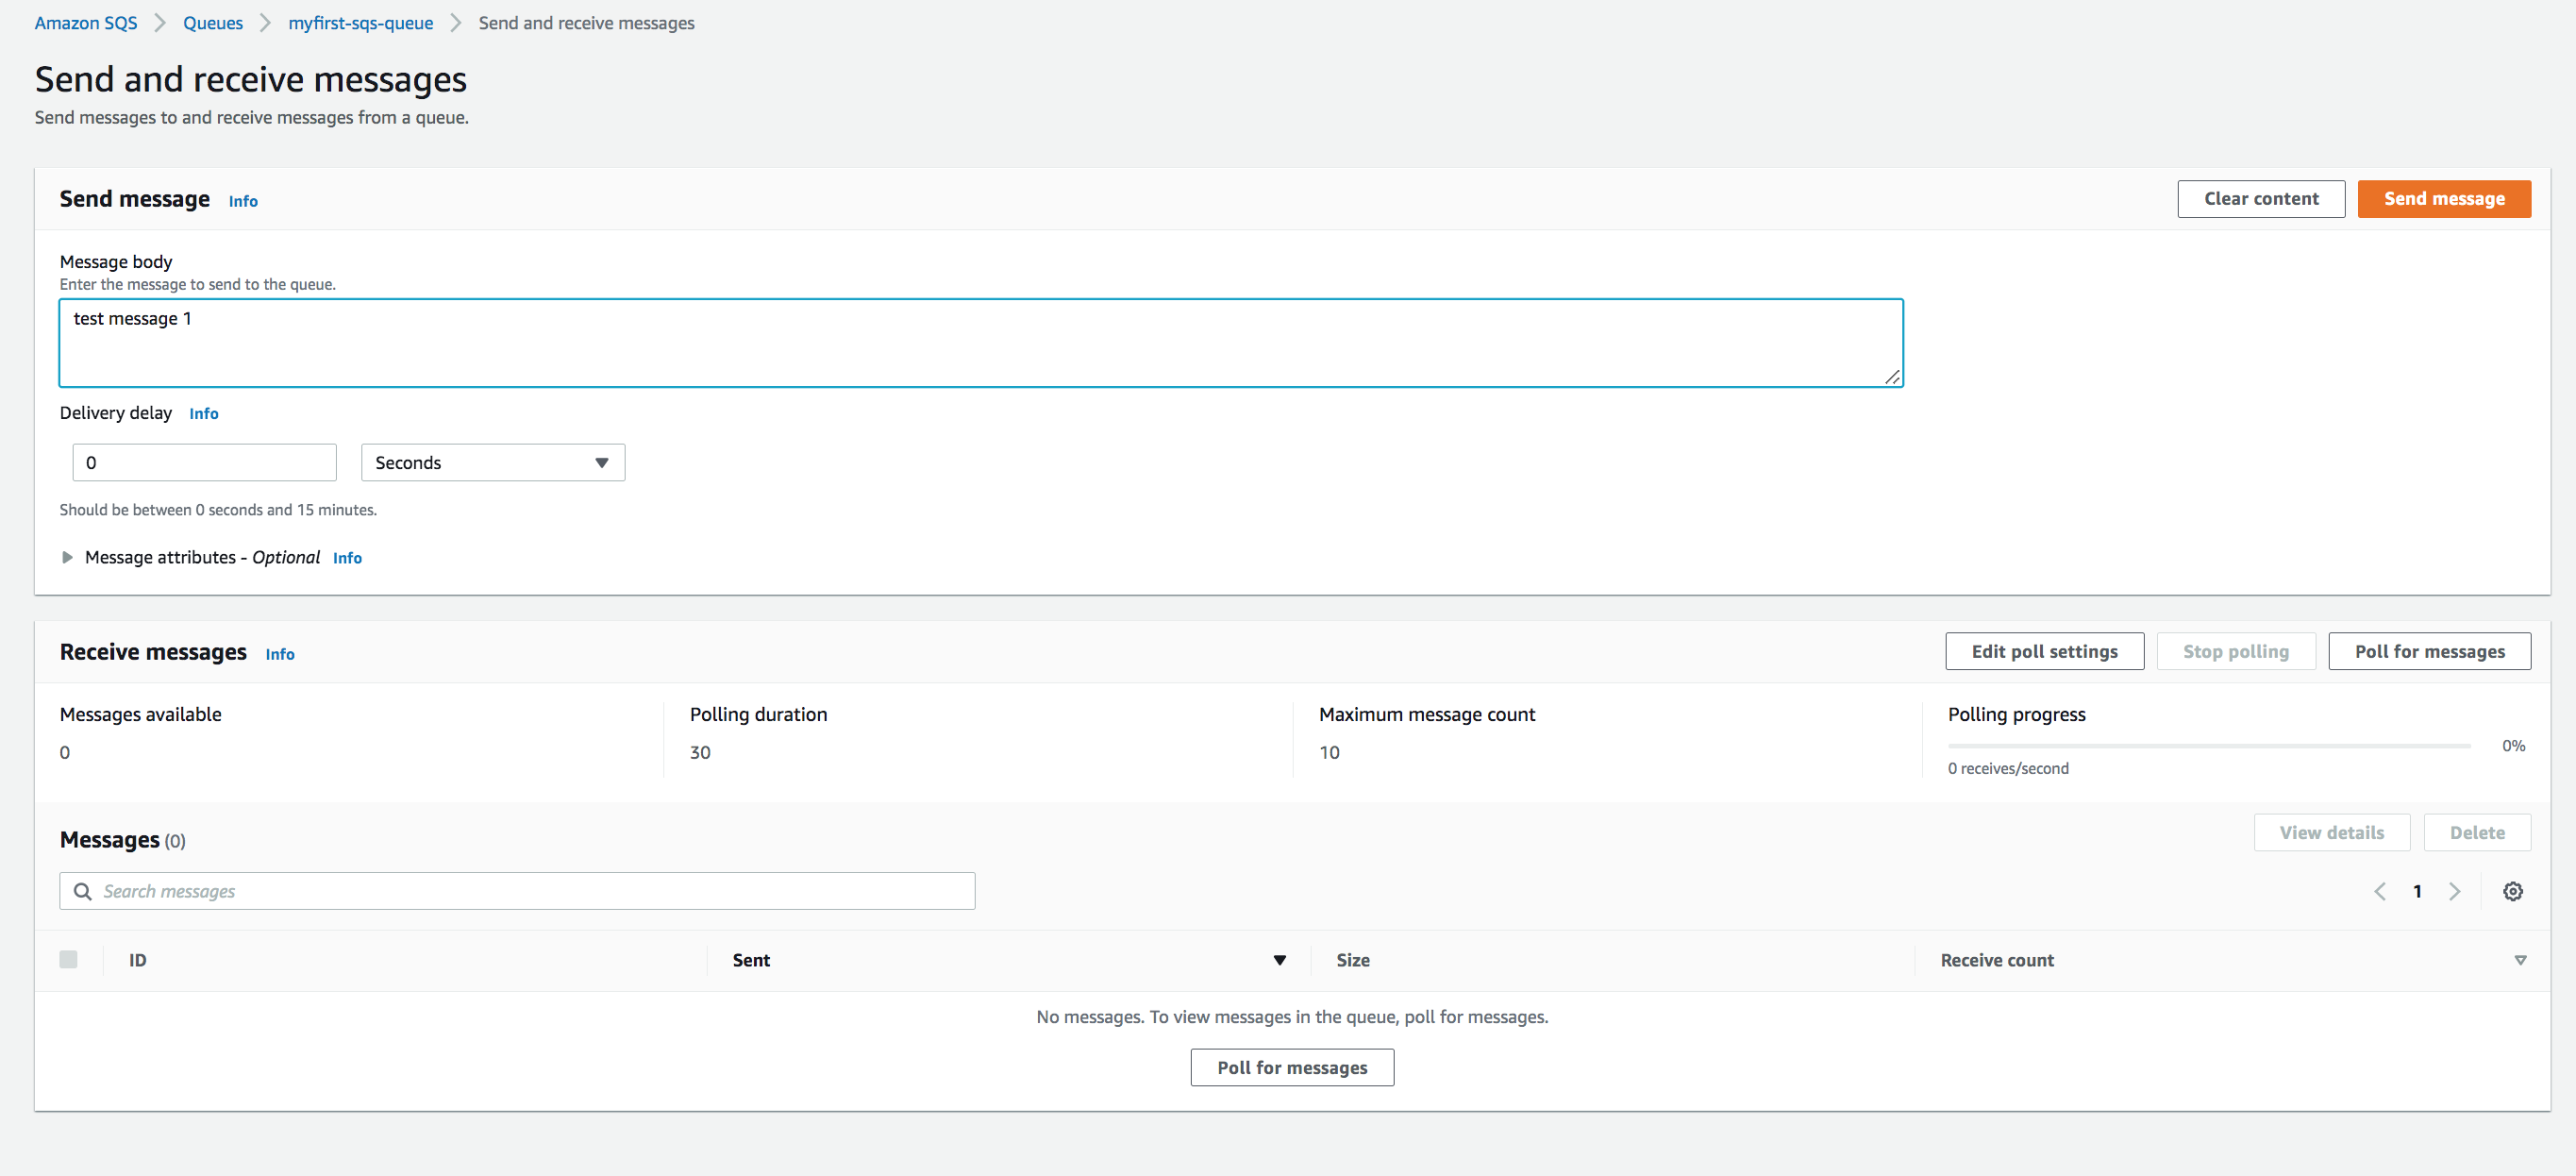 Amazon SQS > Queues > myfirst-sqs-queue > Send and receive messages
Send and receive messages
Send messages to and receive messages from a queue.
Send message Info Clear content Send message
Message body
Enter the message to send to the queue.
test message 1
Delivery delay Info
0 Seconds
Should be between 0 seconds and 15 minutes.
Message attributes - Optional Info
Receive messages Info Edit poll settings Stop polling Poll for messages
Messages available Polling duration Maximum message count Polling progress
0 30 10 0%
0 receives/second
Messages (0) View details Delete
Search messages 1
ID Sent Size Receive count
No messages. To view messages in the queue, poll for messages.
Poll for messages